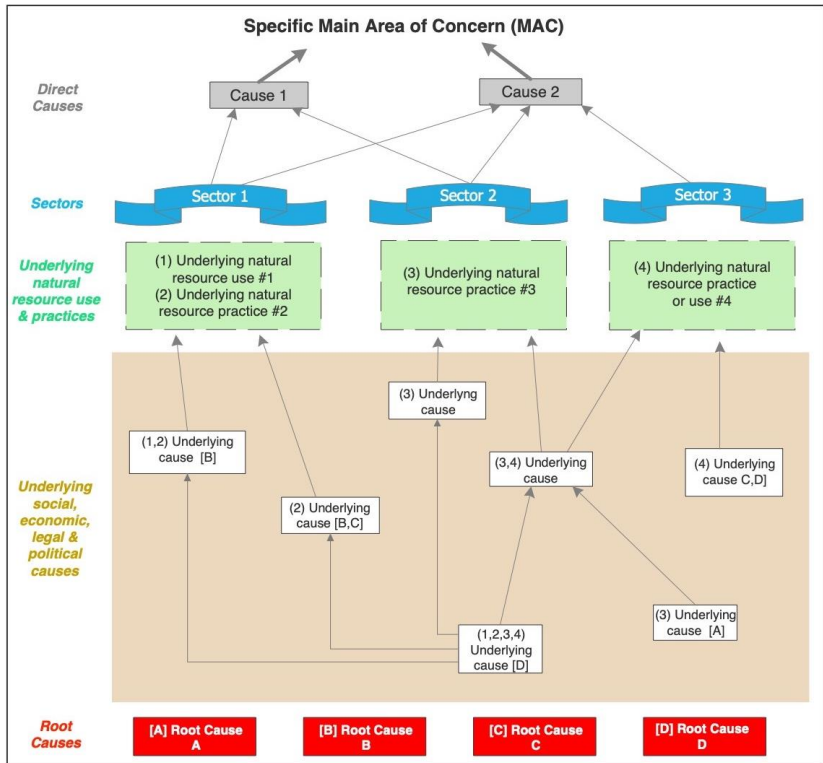 Specific Main Area of Concern (MAC)
Direct
Causes
Cause 1
Cause 2
Sectors
Sector 1
Sector 2
Sector 3
Underlying
natural
resource use
& practices
(1) Underlying natural
resource use #1
(2) Underlying natural
resource practice #2
(3) Underlying natural
resource practice #3
(4) Underlying natural
resource practice
or use #4
Underlying
social,
economic,
legal &
political
causes
(3) Underlyng
cause
(1,2) Underlying
cause [B]
(3,4) Underlying
cause
(4) Underlying
cause C,D]
(2) Underlying
cause [B,C]
(1,2,3,4)
Underlying
cause [D]
(3) Underlying
cause [A]
Root
Causes
[A] Root Cause
A
[B] Root Cause
B
[C] Root Cause
C
[D] Root Cause
D